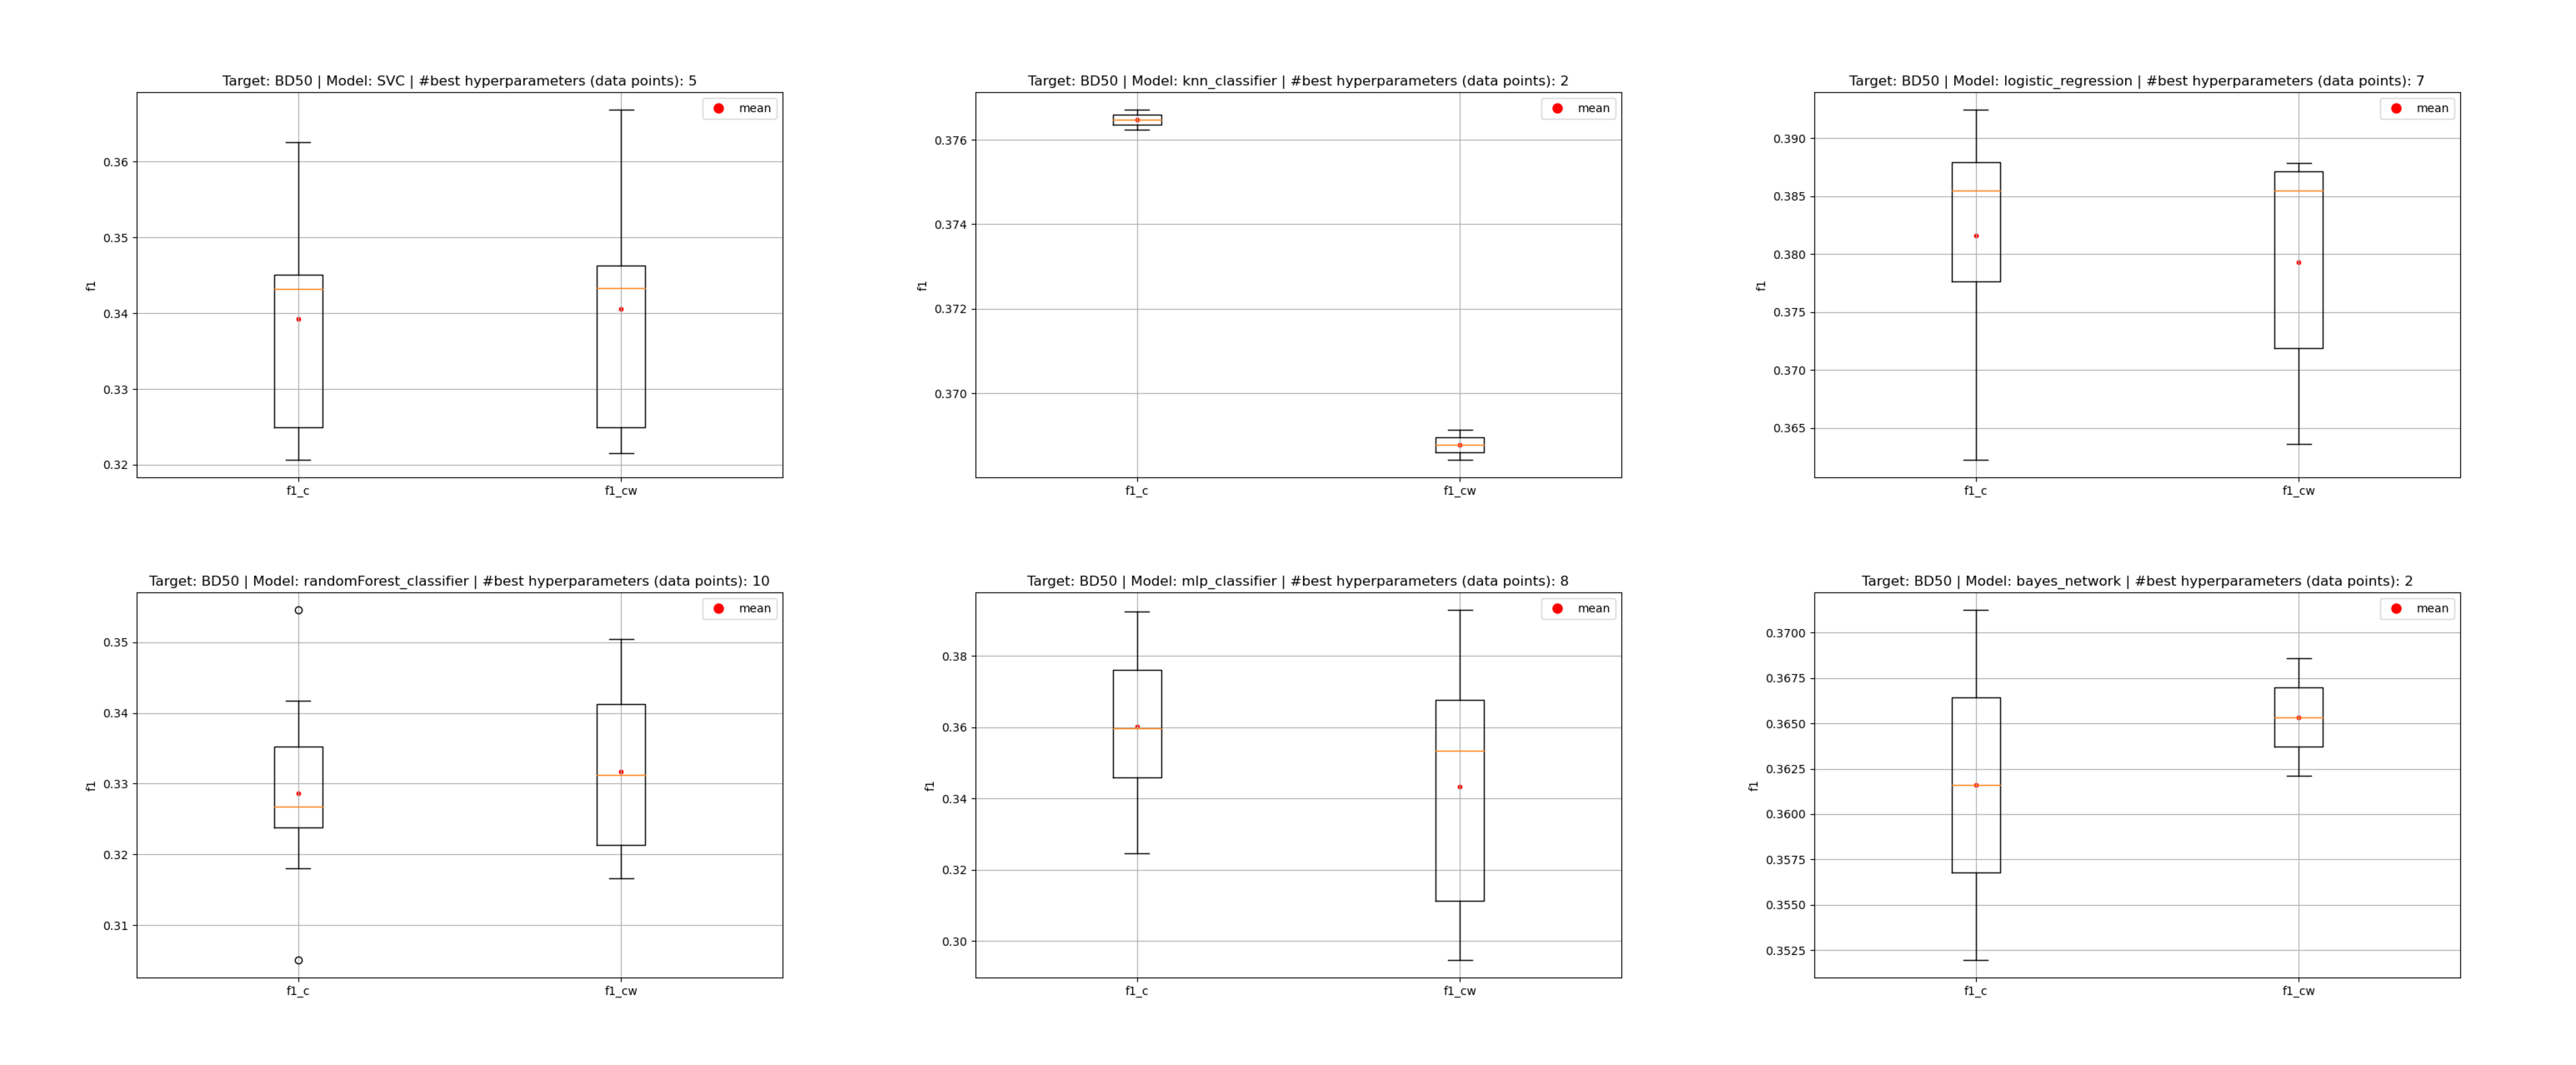 Target: BD50 | Model: SVC | #best hyperparameters (data points): 5
mean
0.36
0.35
0.34
0.33
0.32
f1
f1_c
f1_cw
Target: BD50 | Model: knn_classifier | #best hyperparameters (data points): 2
mean
0.376
0.374
0.372
0.370
f1
f1_c
f1_cw
Target: BD50 | Model: logistic_regression | #best hyperparameters (data points): 7
mean
0.390
0.385
0.380
0.375
0.370
0.365
f1
f1_c
f1_cw
Target: BD50 | Model: randomForest_classifier | #best hyperparameters (data points): 10
mean
0.35
0.34
0.33
0.32
0.31
f1
f1_c
f1_cw
Target: BD50 | Model: mlp_classifier | #best hyperparameters (data points): 8
mean
0.38
0.36
0.34
0.32
0.30
f1
f1_c
f1_cw
Target: BD50 | Model: bayes_network | #best hyperparameters (data points): 2
mean
0.3700
0.3675
0.3650
0.3625
0.3600
0.3575
0.3550
0.3525
f1
f1_c
f1_cw